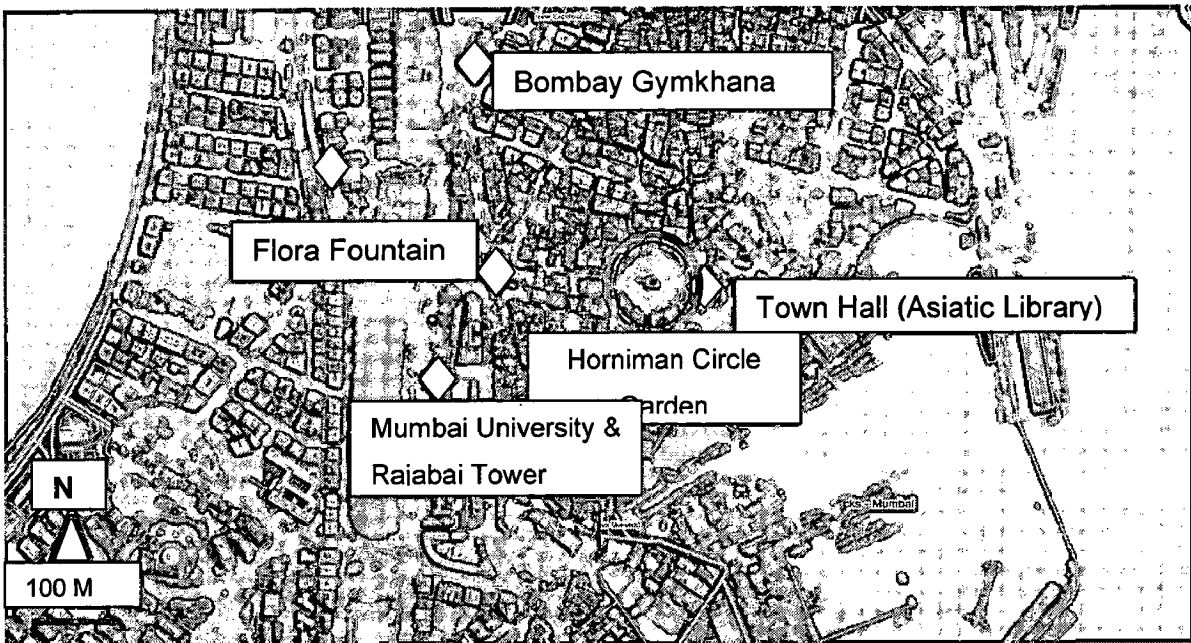 Bombay Gymkhana
Flora Fountain
Town Hall (Asiatic Library)
Horniman Circle
Garden
Mumbai University &
Rajabai Tower
N
Mumbai
100 M